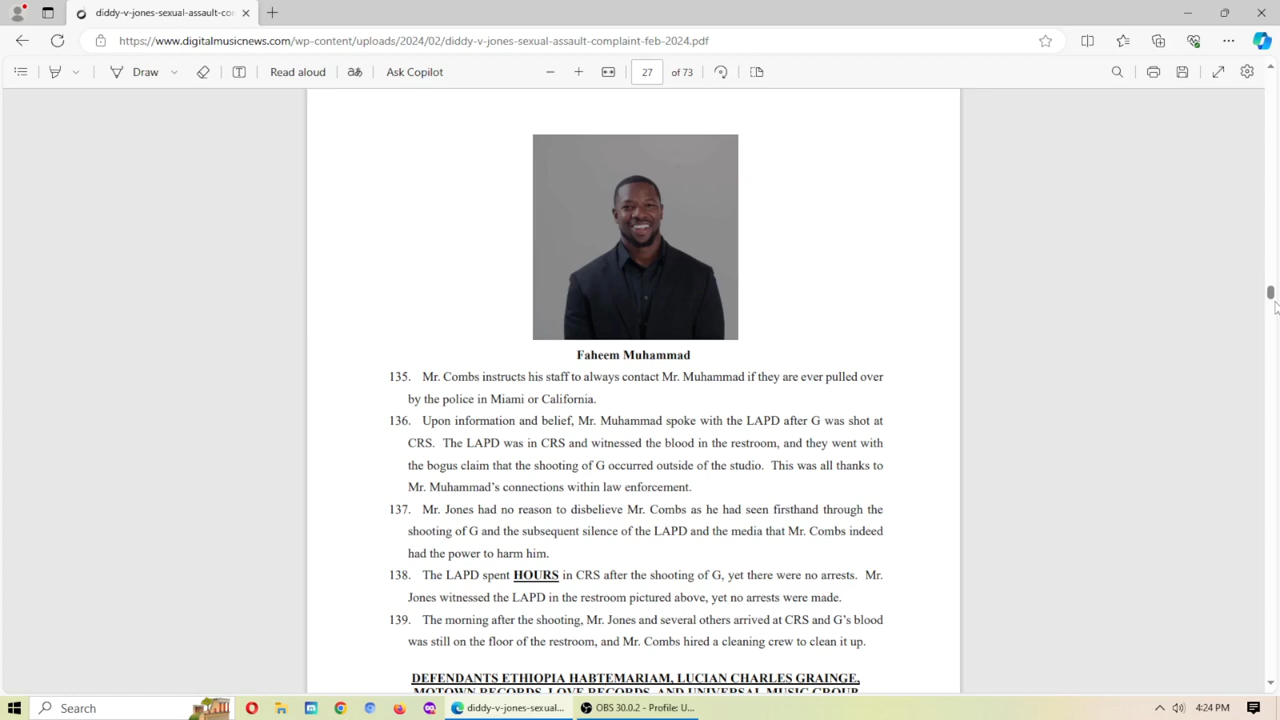 diddy-v-jones-sexual-assault-co
https://www.digitalmusicnews.com/wp-content/uploads/2024/02/diddy-v-jones-sexual-assault-complaint-feb-2024.pdf
Draw Read aloud Ask Copilot 27 of 73
Faheem Muhammad
135. Mr. Combs instructs his staff to always contact Mr. Muhammad if they are ever pulled over
by the police in Miami or California.
136. Upon information and belief, Mr. Muhammad spoke with the LAPD after G was shot at
CRS. The LAPD was in CRS and witnessed the blood in the restroom, and they went with
the bogus claim that the shooting of G occurred outside of the studio. This was all thanks to
Mr. Muhammad's connections within law enforcement.
137. Mr. Jones had no reason to disbelieve Mr. Combs as he had seen firsthand through the
shooting of G and the subsequent silence of the LAPD and the media that Mr. Combs indeed
had the power to harm him.
138. The LAPD spent HOURS in CRS after the shooting of G, yet there were no arrests. Mr.
Jones witnessed the LAPD in the restroom pictured above, yet no arrests were made.
139. The morning after the shooting, Mr. Jones and several others arrived at CRS and G's blood
was still on the floor of the restroom, and Mr. Combs hired a cleaning crew to clean it up.
DEFENDANTS ETHIOPIA HABTEMARIAM, LUCIAN CHARLES GRAINGE,
MOTOWN RECORDS, LOVE RECORDS, AND UNIVERSAL MUSIC GROUP
Search diddy-v-jones-sexual... OBS 30.0.2 - Profile: U... 4:24 PM